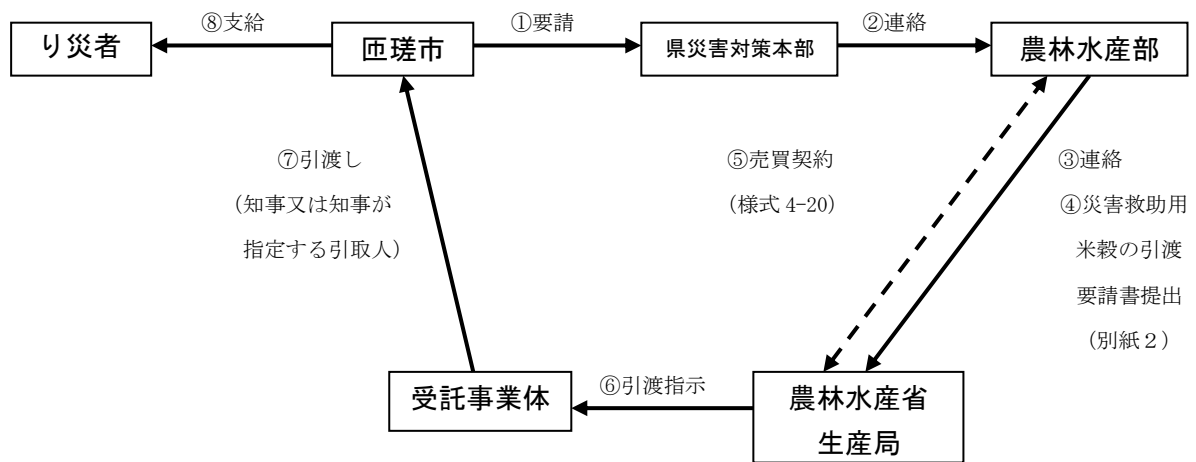 ⑧支給
①要請
②連絡
り災者
匝瑳市
県災害対策本部
農林水産部
⑦引渡し
(知事又は知事が
指定する引取人)
⑤売買契約
(様式 4-20)
③連絡
④災害救助用
米穀の引渡
要請書提出
(別紙2)
受託事業体
⑥引渡指示
農林水産省
生産局